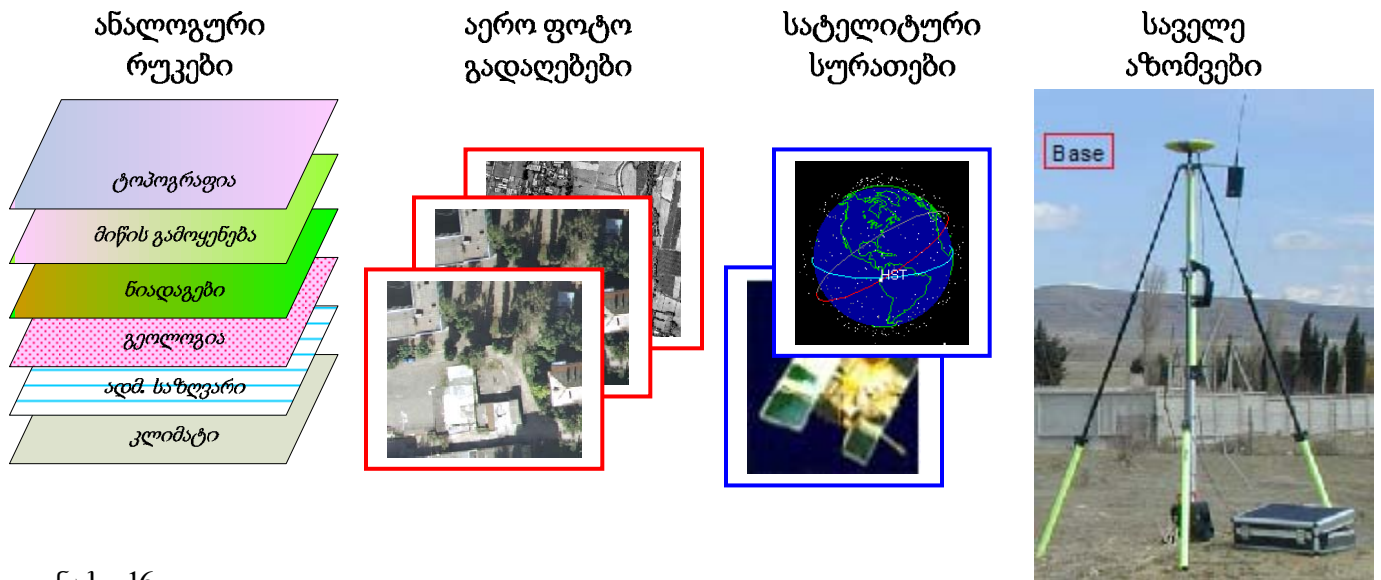 ანალოგური
რუკები
აერო ფოტო
გადაღებები
სატელიტური
სურათები
საველე
აზომვები
ტოპოგრაფია
მიწის გამოყენება
ნიადაგები
გეოლოგია
ადმ. საზღვარი
კლიმატი
HST
Base